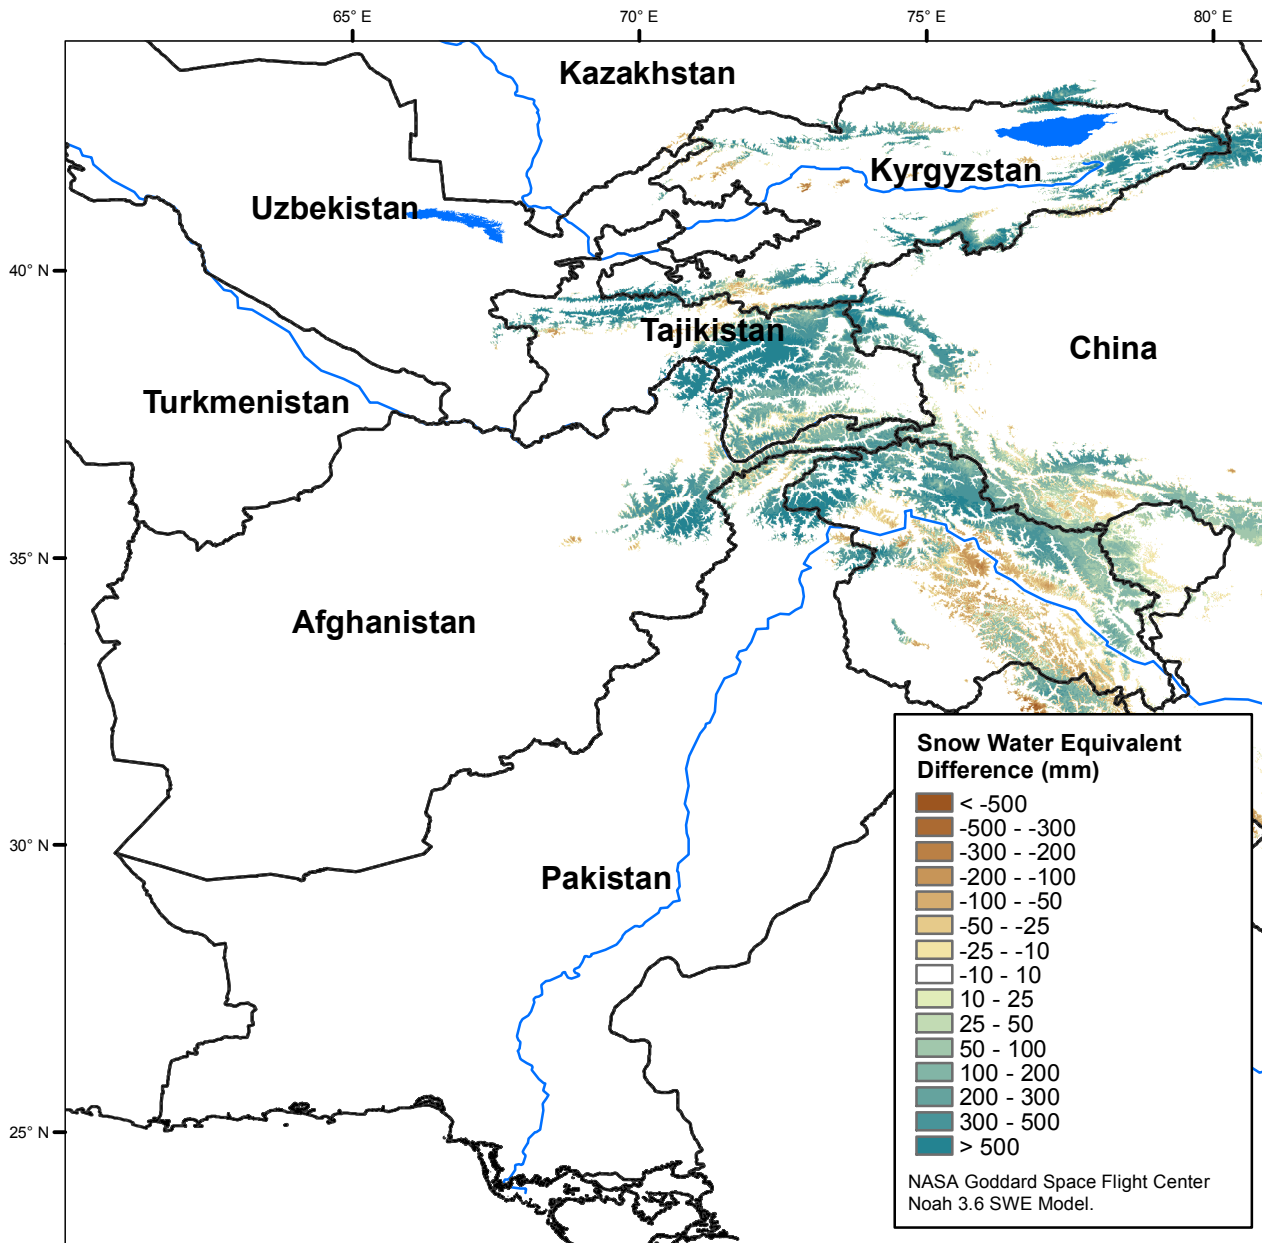 65° E
70° E
75° E
80° E
Kazakhstan
Kyrgyzstan
Uzbekistan
40° N
Tajikistan
China
Turkmenistan
35° N
Afghanistan
Snow Water Equivalent
Difference (mm)
< -500
-500 - -300
-300 - -200
-200 - -100
-100 - -50
-50 - -25
-25 - -10
-10 - 10
10 - 25
25 - 50
50 - 100
100 - 200
200 - 300
300 - 500
> 500
NASA Goddard Space Flight Center
Noah 3.6 SWE Model.
30° N
Pakistan
25° N